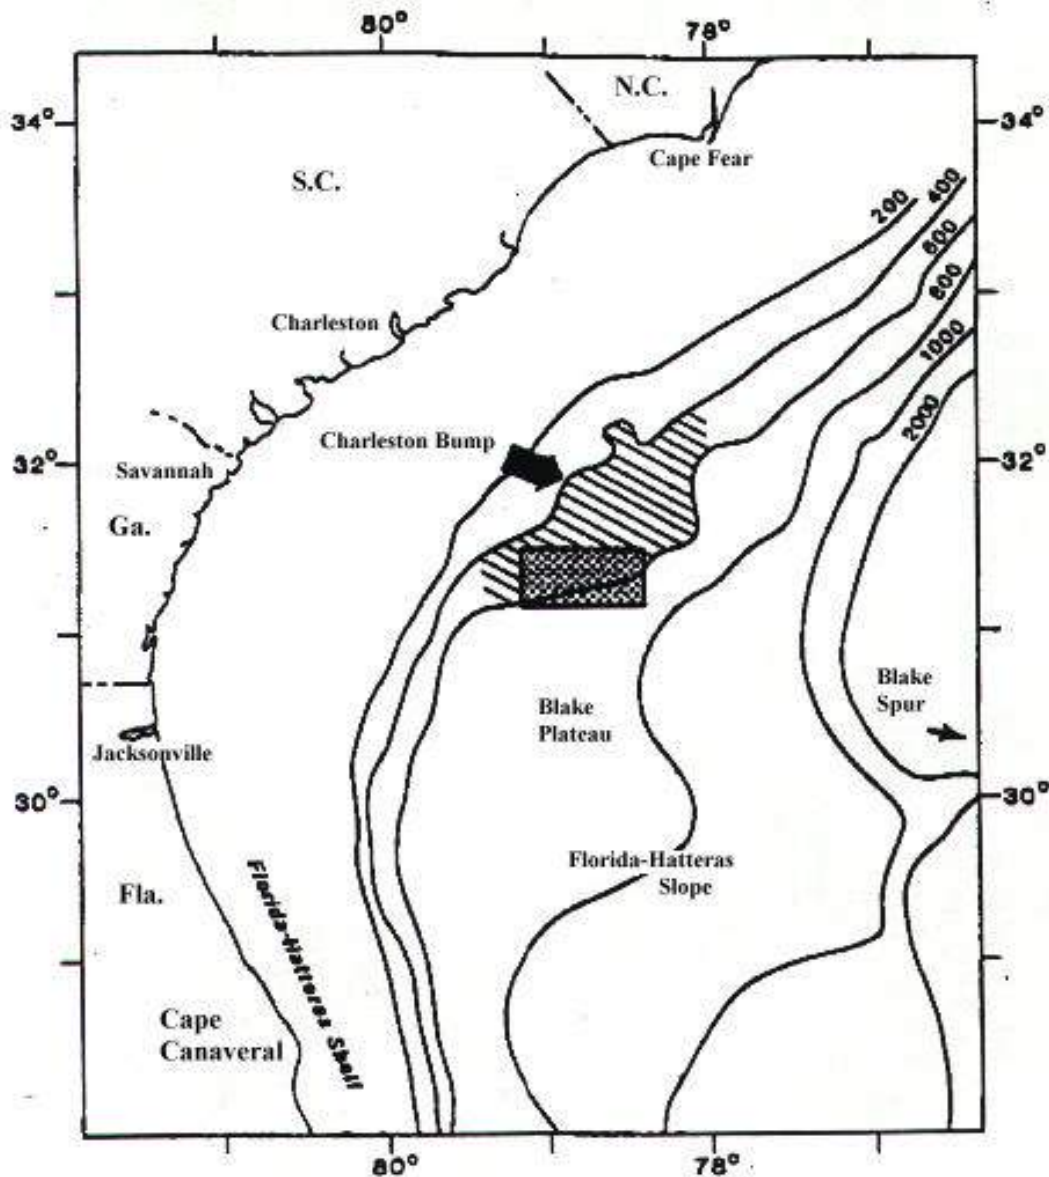 80°
78°
N.C.
34°
34°
Cape Fear
S.C.
200
400
600
800
1000
2000
Charleston
Charleston Bump
32°
32°
Savannah
Ga.
Blake
Spur
Blake
Plateau
Jacksonville
30°
30°
Florida-Hatteras
Slope
Fla.
Florida-Hatteras Shelf
Cape
Canaveral
80°
78°